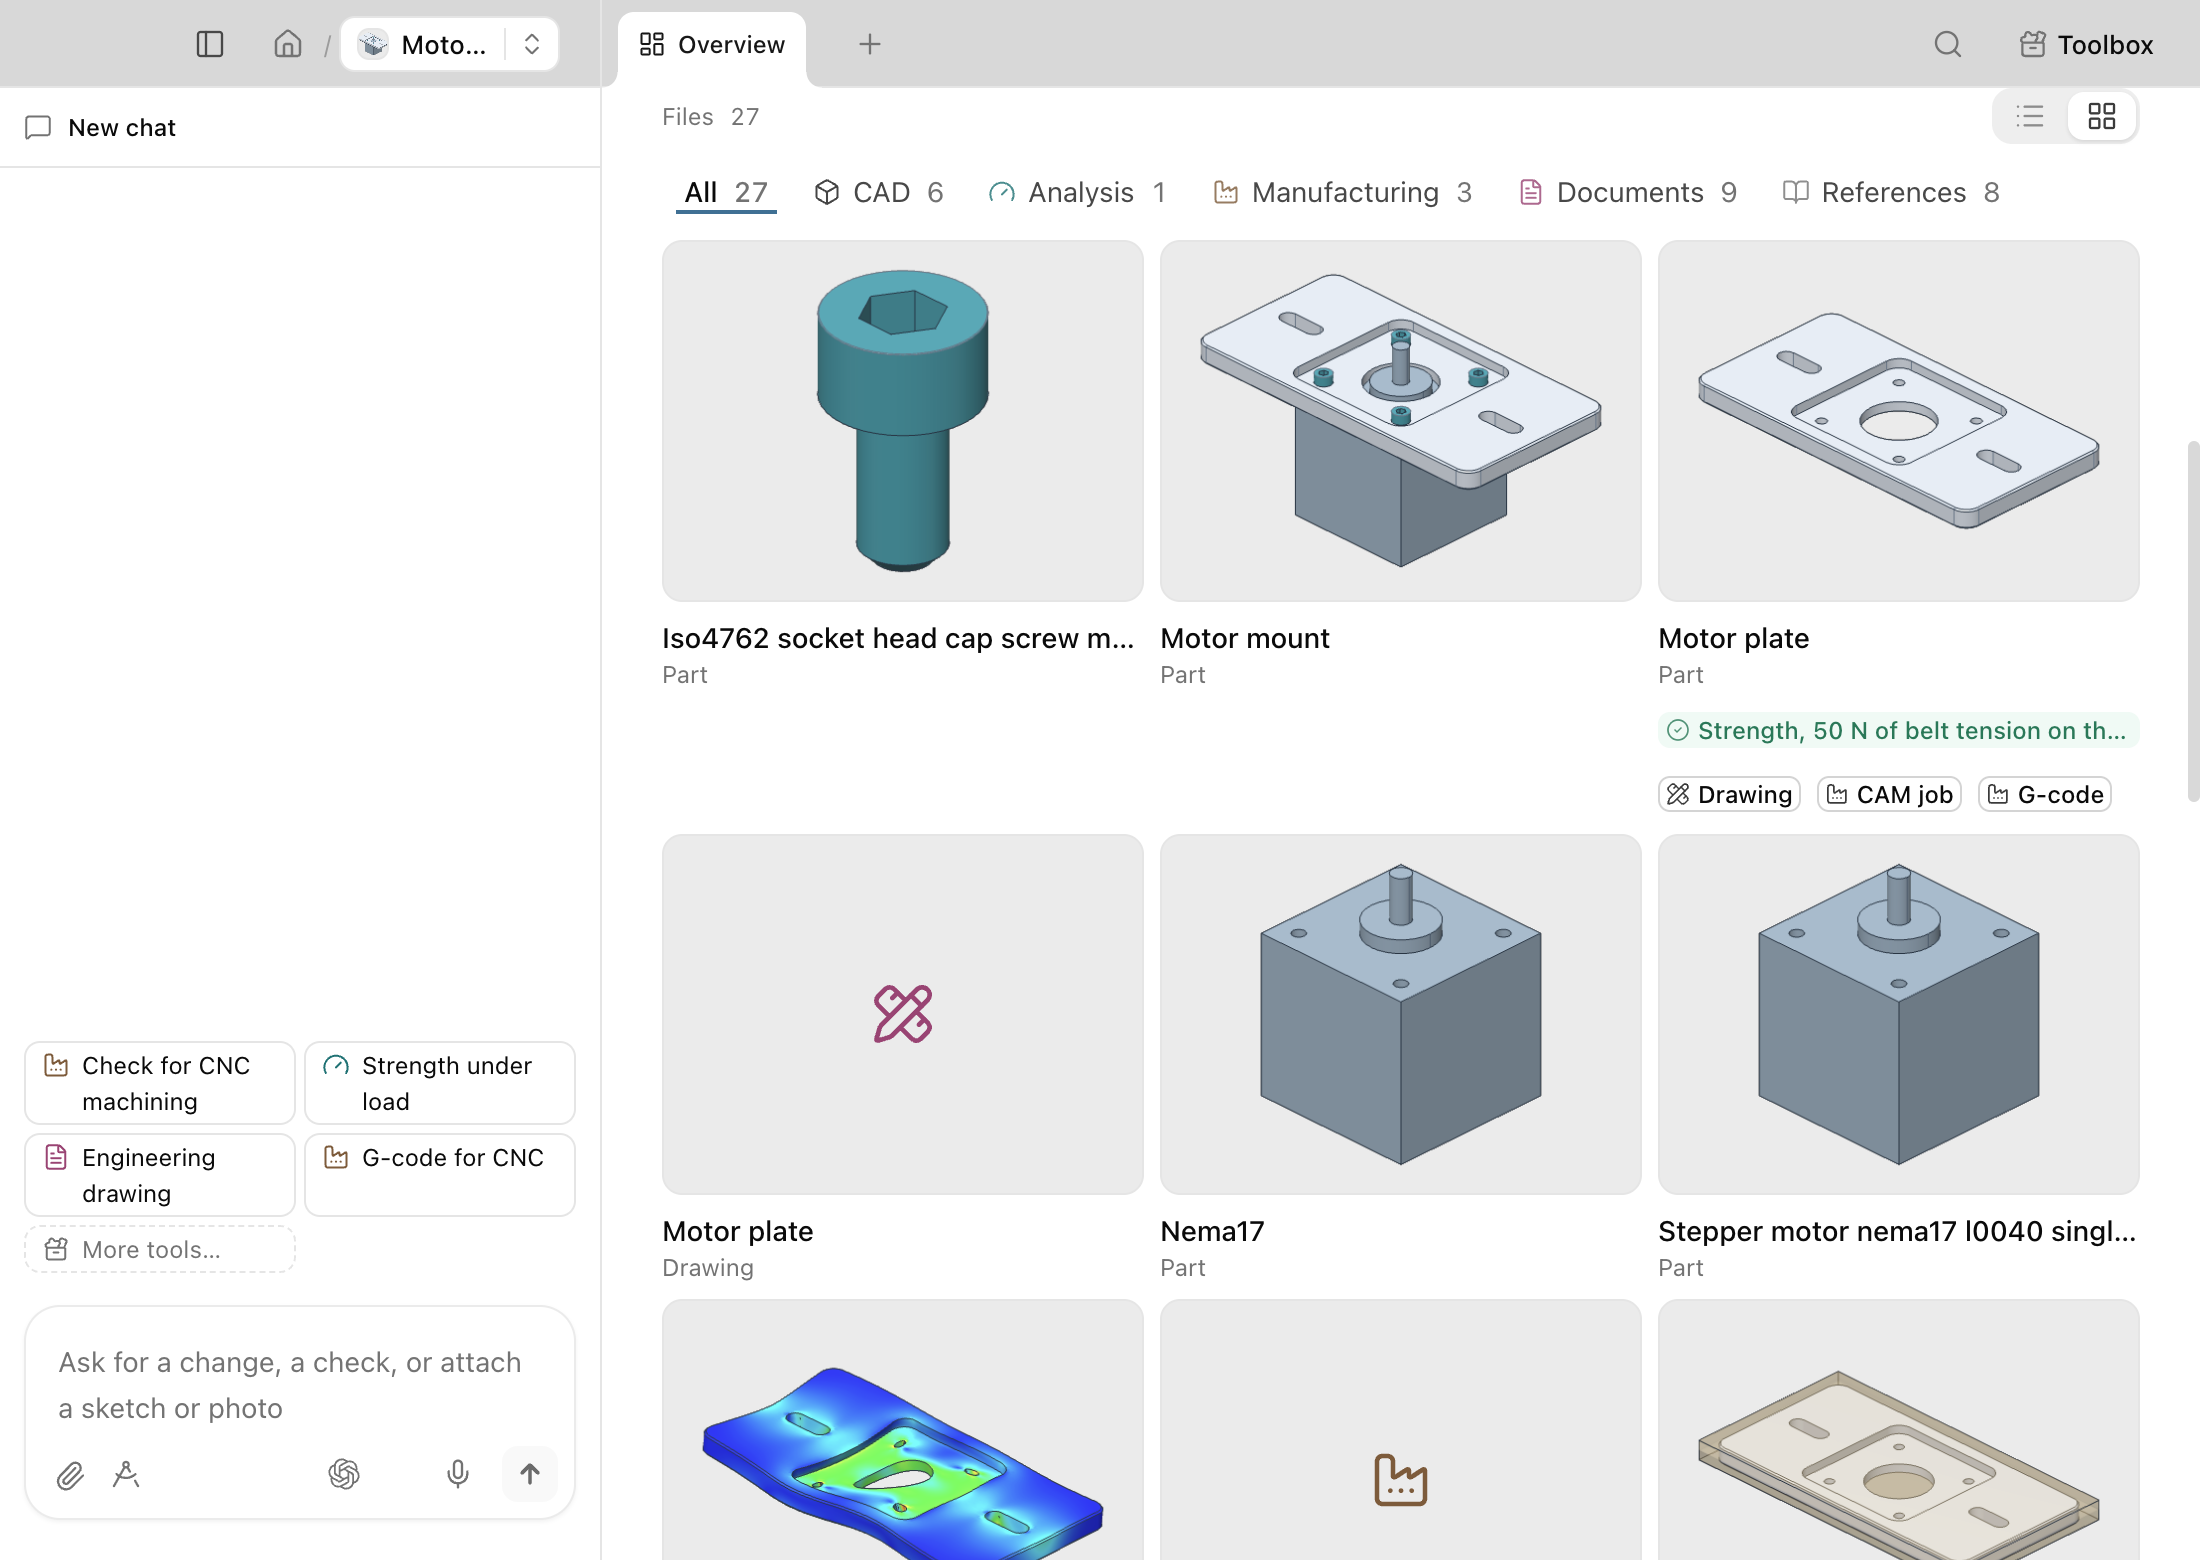 Moto...
Overview
Toolbox
New chat
Files 27
All 27
CAD 6
Analysis 1
Manufacturing 3
Documents 9
References 8
Iso4762 socket head cap screw m...
Part
Motor mount
Part
Motor plate
Part
Strength, 50 N of belt tension on th...
Drawing
CAM job
G-code
Motor plate
Drawing
Nema17
Part
Stepper motor nema17 l0040 singl...
Part
Check for CNC
machining
Strength under
load
Engineering
drawing
G-code for CNC
More tools...
Ask for a change, a check, or attach
a sketch or photo